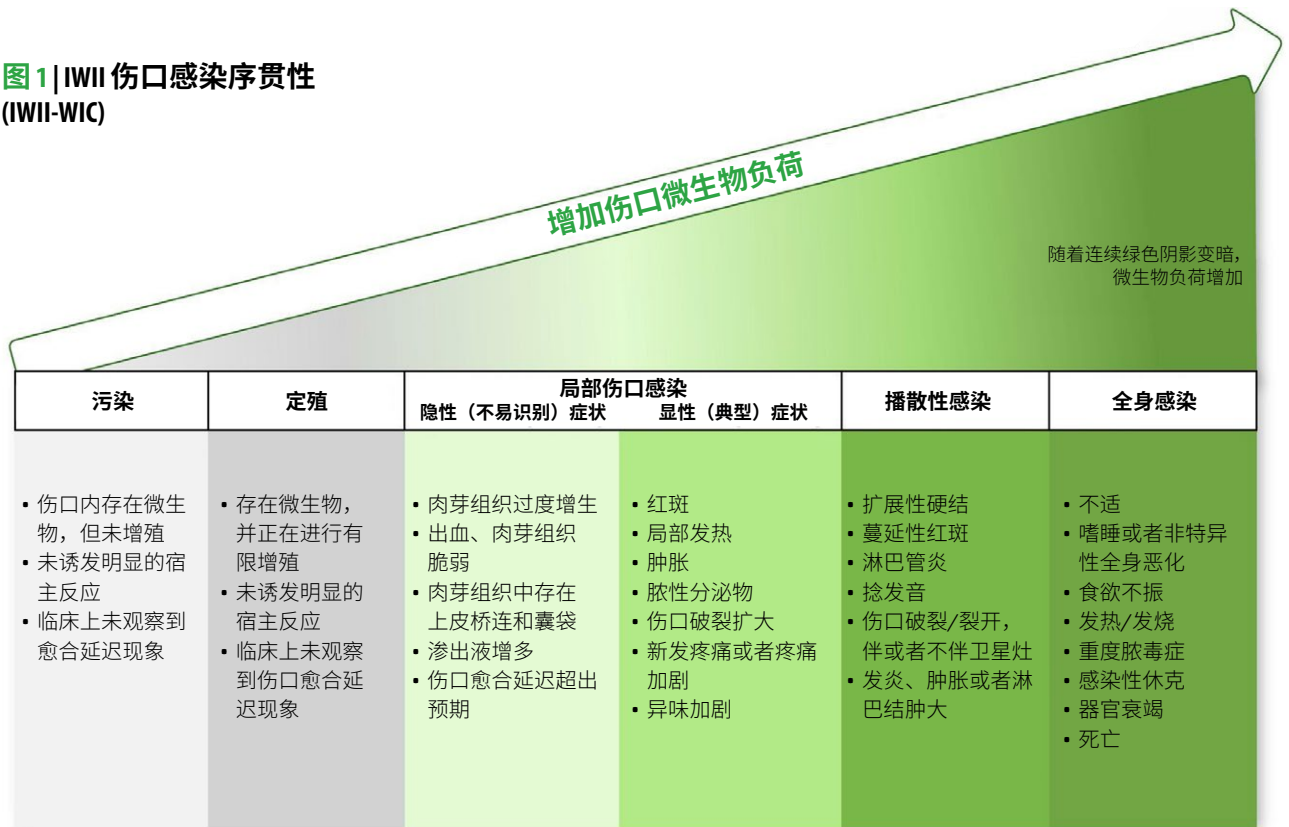 图 1 | IWII 伤口感染序贯性
(IWII-WIC)
增加伤口微生物负荷
随着连续绿色阴影变暗，
微生物负荷增加
污染
定殖
局部伤口感染
隐性（不易识别）症状
显性（典型）症状
播散性感染
全身感染
▪ 伤口内存在微生
物，但未增殖
▪ 未诱发明显的宿
主反应
▪ 临床上未观察到
愈合延迟现象
▪ 存在微生物，
并正在进行有
限增殖
▪ 未诱发明显的
宿主反应
▪ 临床上未观察
到伤口愈合延
迟现象
▪ 肉芽组织过度增生
▪ 出血、肉芽组织
脆弱
▪ 肉芽组织中存在
上皮桥连和囊袋
▪ 渗出液增多
▪ 伤口愈合延迟超出
预期
▪ 红斑
▪ 局部发热
▪ 肿胀
▪ 脓性分泌物
▪ 伤口破裂扩大
▪ 新发疼痛或者疼痛
加剧
▪ 异味加剧
▪ 扩展性硬结
▪ 蔓延性红斑
▪ 淋巴管炎
▪ 捻发音
▪ 伤口破裂/裂开，
伴或者不伴卫星灶
▪ 发炎、肿胀或者淋
巴结肿大
▪ 不适
▪ 嗜睡或者非特异
性全身恶化
▪ 食欲不振
▪ 发热/发烧
▪ 重度脓毒症
▪ 感染性休克
▪ 器官衰竭
▪ 死亡